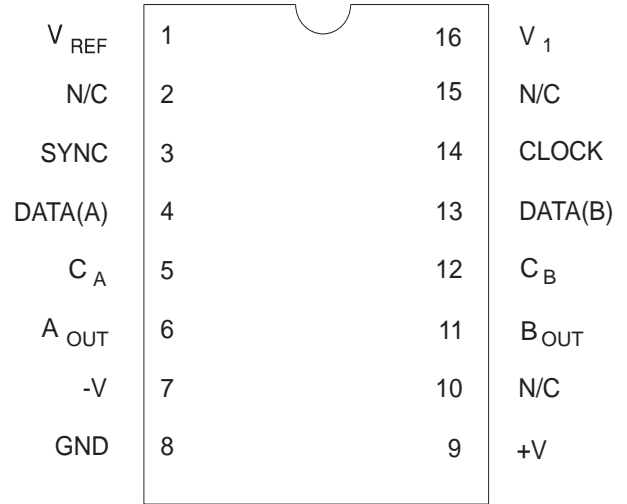 V REF 1 16 V 1
N/C 2 15 N/C
SYNC 3 14 CLOCK
DATA(A) 4 13 DATA(B)
C A 5 12 C B
A OUT 6 11 B OUT
-V 7 10 N/C
GND 8 9 +V